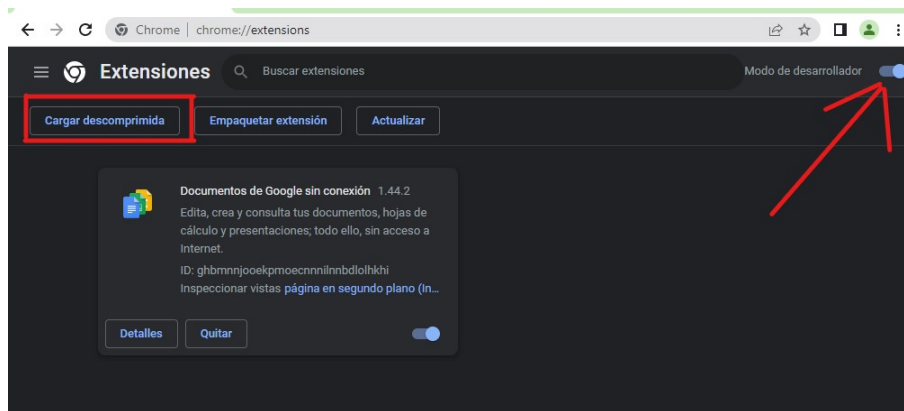 Chrome | chrome://extensions
Extensiones
Buscar extensiones
Modo de desarrollador
Cargar descomprimida
Empaquetar extensión
Actualizar
Documentos de Google sin conexión 1.44.2
Edita, crea y consulta tus documentos, hojas de
cálculo y presentaciones; todo ello, sin acceso a
Internet.
ID: ghbmnnjooekpmoecnnnilnnbdlolhkhi
Inspeccionar vistas página en segundo plano (In…
Detalles
Quitar